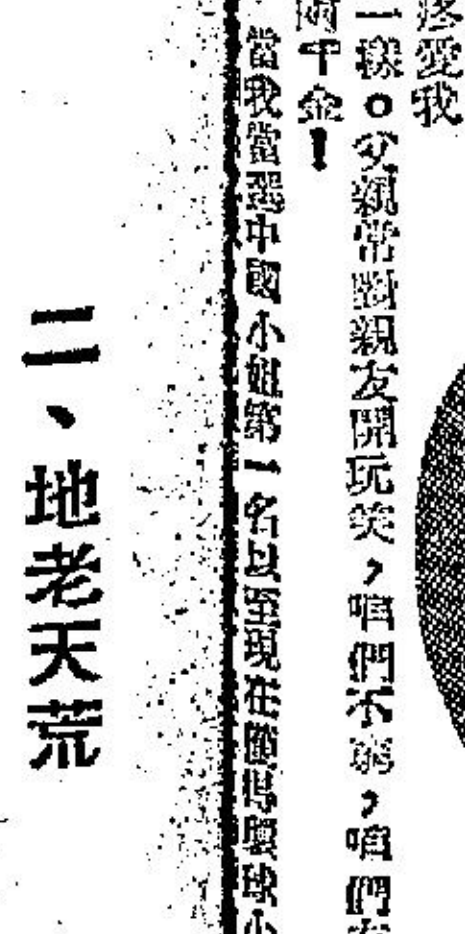 疼愛我
一樣。父親常對親友開玩笑,咱們不窮,咱們有
兩千金!
當我當選中國小姐第一名以至現在獲得環球小
二、地老天荒